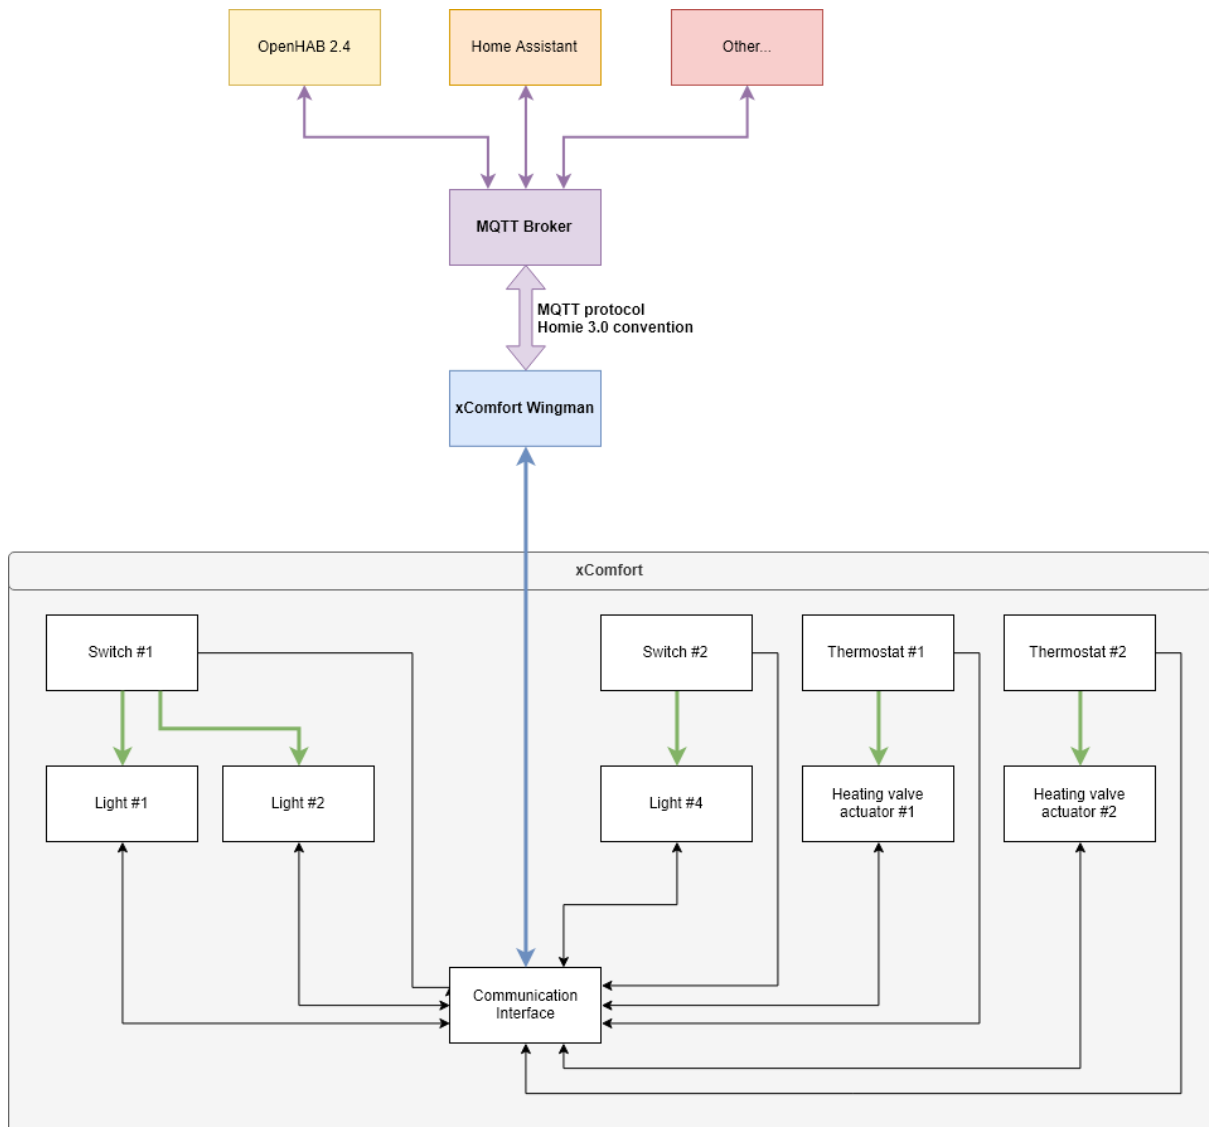 OpenHAB 2.4
Home Assistant
Other...
MQTT Broker
MQTT protocol
Homie 3.0 convention
xComfort Wingman
xComfort
Switch #1
Switch #2
Thermostat #1
Thermostat #2
Light #1
Light #2
Light #4
Heating valve
actuator #1
Heating valve
actuator #2
Communication
Interface